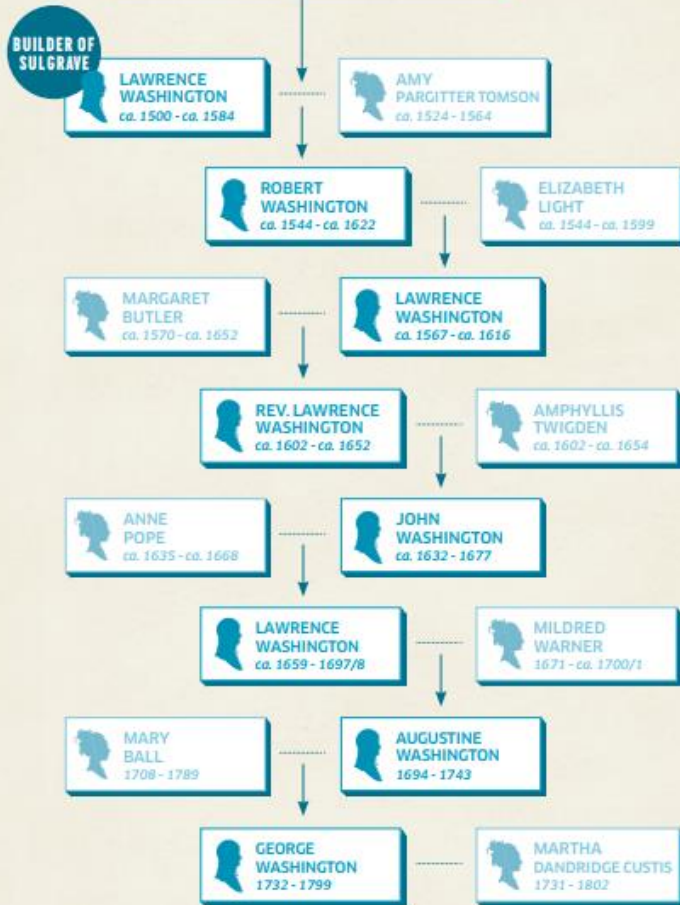 BUILDER OF
SULGRAVE
LAWRENCE
WASHINGTON
ca. 1500 - ca. 1584
AMY
PARGITTER TOMSON
ca. 1524 - 1564
ROBERT
WASHINGTON
ca. 1544 - ca. 1622
ELIZABETH
LIGHT
ca. 1544 - ca. 1599
MARGARET
BUTLER
ca. 1570 - ca. 1652
LAWRENCE
WASHINGTON
ca. 1567 - ca. 1616
REV. LAWRENCE
WASHINGTON
ca. 1602 - ca. 1652
AMPHYLLIS
TWIGDEN
ca. 1602 - ca. 1654
ANNE
POPE
ca. 1635 - ca. 1668
JOHN
WASHINGTON
ca. 1632 - 1677
LAWRENCE
WASHINGTON
ca. 1659 - 1697/8
MILDRED
WARNER
1671 - ca. 1700/1
MARY
BALL
1708 - 1789
AUGUSTINE
WASHINGTON
1694 - 1743
GEORGE
WASHINGTON
1732 - 1799
MARTHA
DANDRIDGE CUSTIS
1731 - 1802